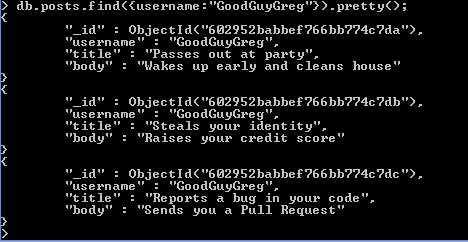 > db.posts.find({username:"GoodGuyGreg"}).pretty();
{
"_id" : ObjectId("602952babbef766bb774c7da"),
"username" : "GoodGuyGreg",
"title" : "Passes out at party",
"body" : "Wakes up early and cleans house"
}
{
"_id" : ObjectId("602952babbef766bb774c7db"),
"username" : "GoodGuyGreg",
"title" : "Steals your identity",
"body" : "Raises your credit score"
}
{
"_id" : ObjectId("602952babbef766bb774c7dc"),
"username" : "GoodGuyGreg",
"title" : "Reports a bug in your code",
"body" : "Sends you a Pull Request"
}
>